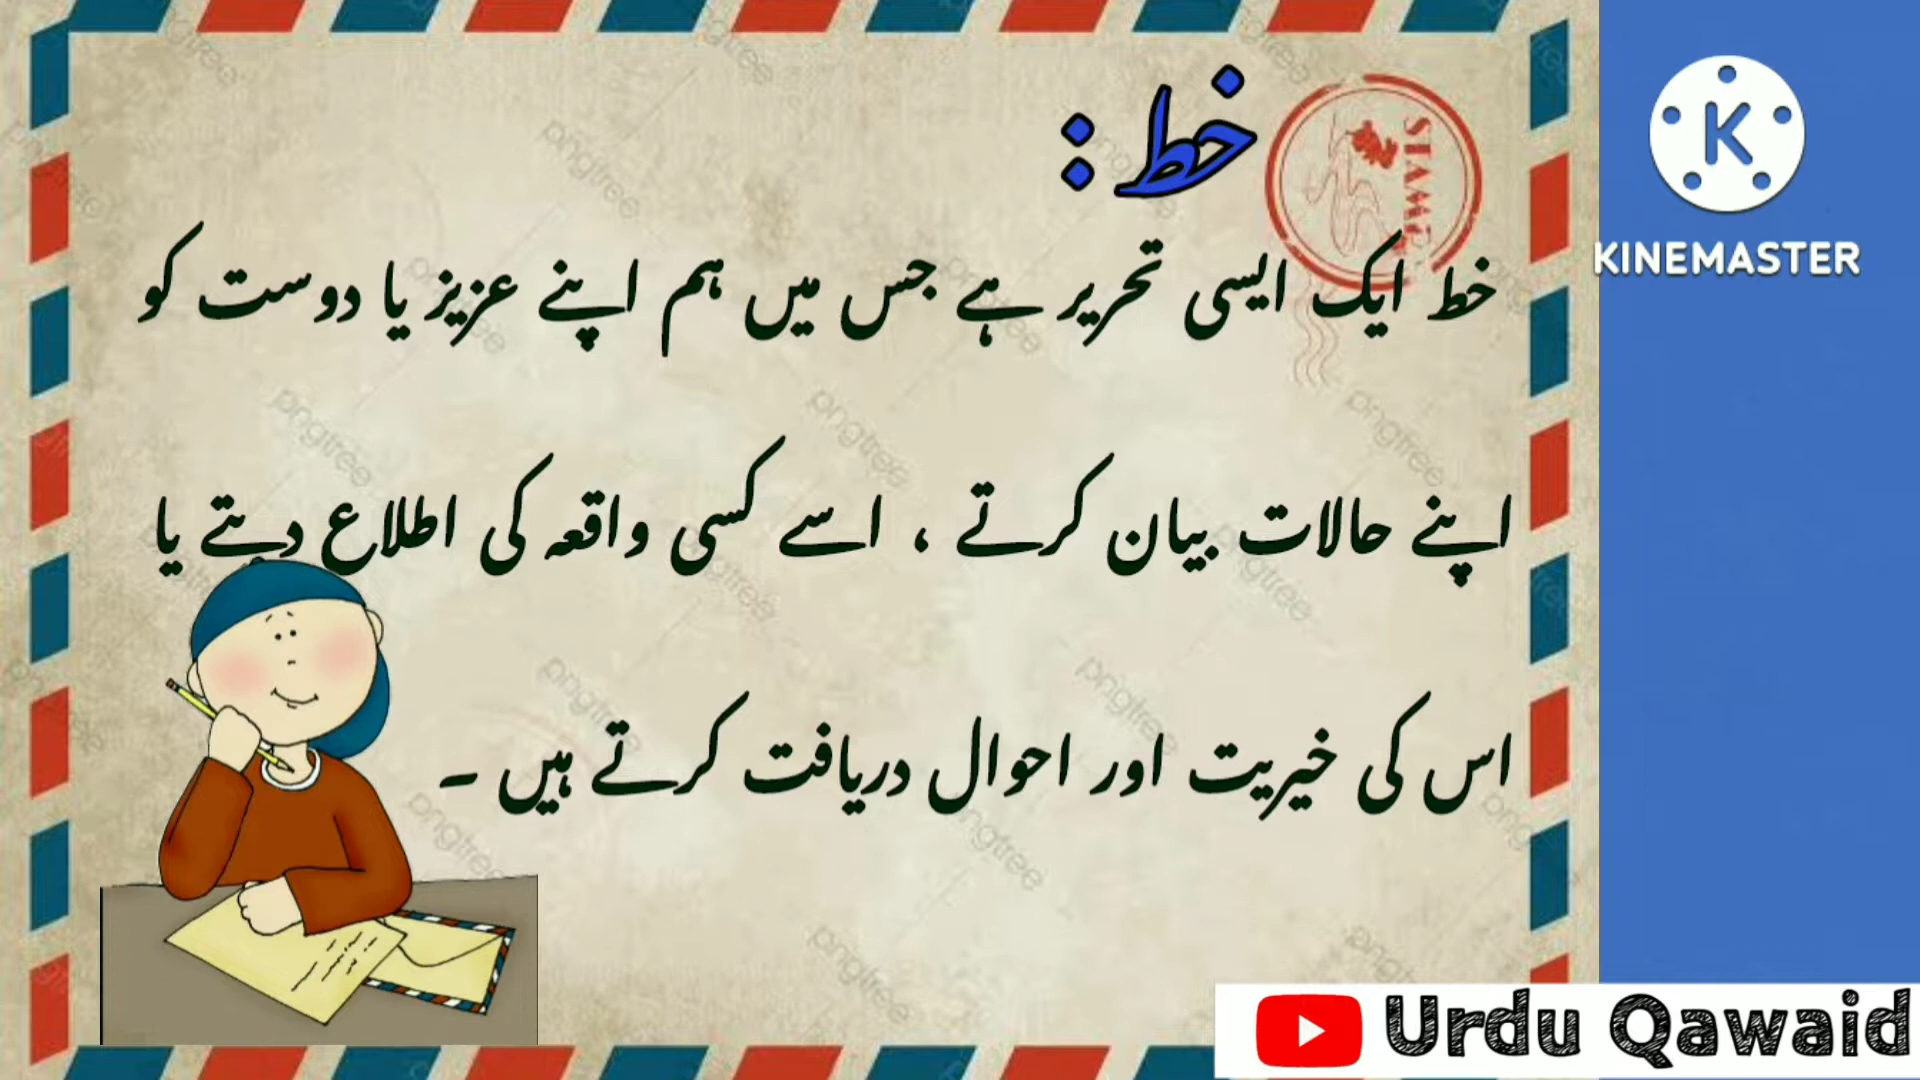 خط :
خط ایک ایسی تحریر ہے جس میں ہم اپنے عزیز یا دوست کو
اپنے حالات بیان کرتے ، اسے کسی واقعہ کی اطلاع دیتے یا
اس کی خیریت اور احوال دریافت کرتے ہیں ۔
K
KINEMASTER
Urdu Qawaid
pngtree